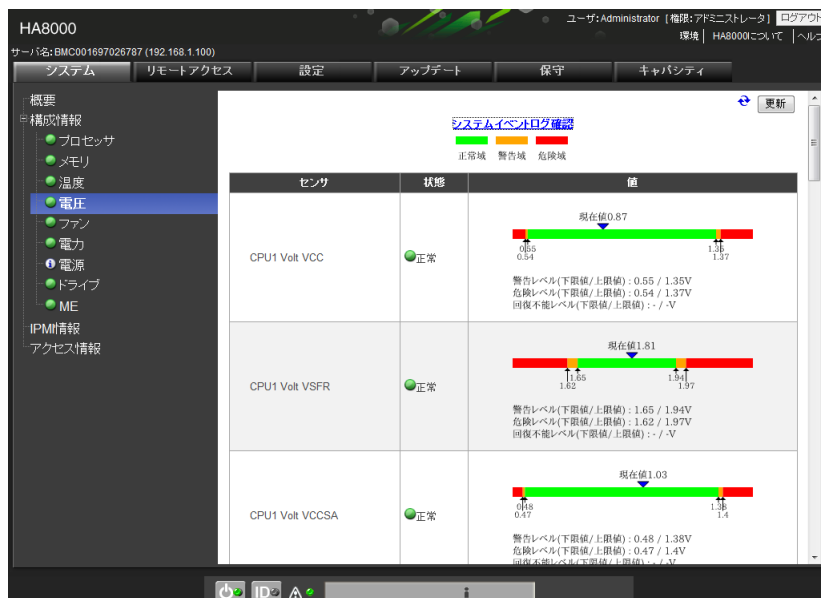 HA8000
ユーザ:Administrator [権限:アドミニストレータ] ログアウト
環境 | HA8000について | ヘルプ
サーバ名:BMC001697026787 (192.168.1.100)
システム リモートアクセス 設定 アップデート 保守 キャパシティ
概要
構成情報
プロセッサ
メモリ
温度
電圧
ファン
電力
電源
ドライブ
ME
IPMI情報
アクセス情報
更新
システムイベントログ確認
正常域 警告域 危険域
センサ 状態 値
CPU1 Volt VCC
正常
現在値0.87
0.55 1.35
0.54 1.37
警告レベル(下限値/上限値) : 0.55 / 1.35V
危険レベル(下限値/上限値) : 0.54 / 1.37V
回復不能レベル(下限値/上限値) : - / -V
CPU1 Volt VSFR
正常
現在値1.81
1.65 1.94
1.62 1.97
警告レベル(下限値/上限値) : 1.65 / 1.94V
危険レベル(下限値/上限値) : 1.62 / 1.97V
回復不能レベル(下限値/上限値) : - / -V
CPU1 Volt VCCSA
正常
現在値1.03
0.48 1.38
0.47 1.4
警告レベル(下限値/上限値) : 0.48 / 1.38V
危険レベル(下限値/上限値) : 0.47 / 1.4V
回復不能レベル(下限値/上限値) : - / -V
ID